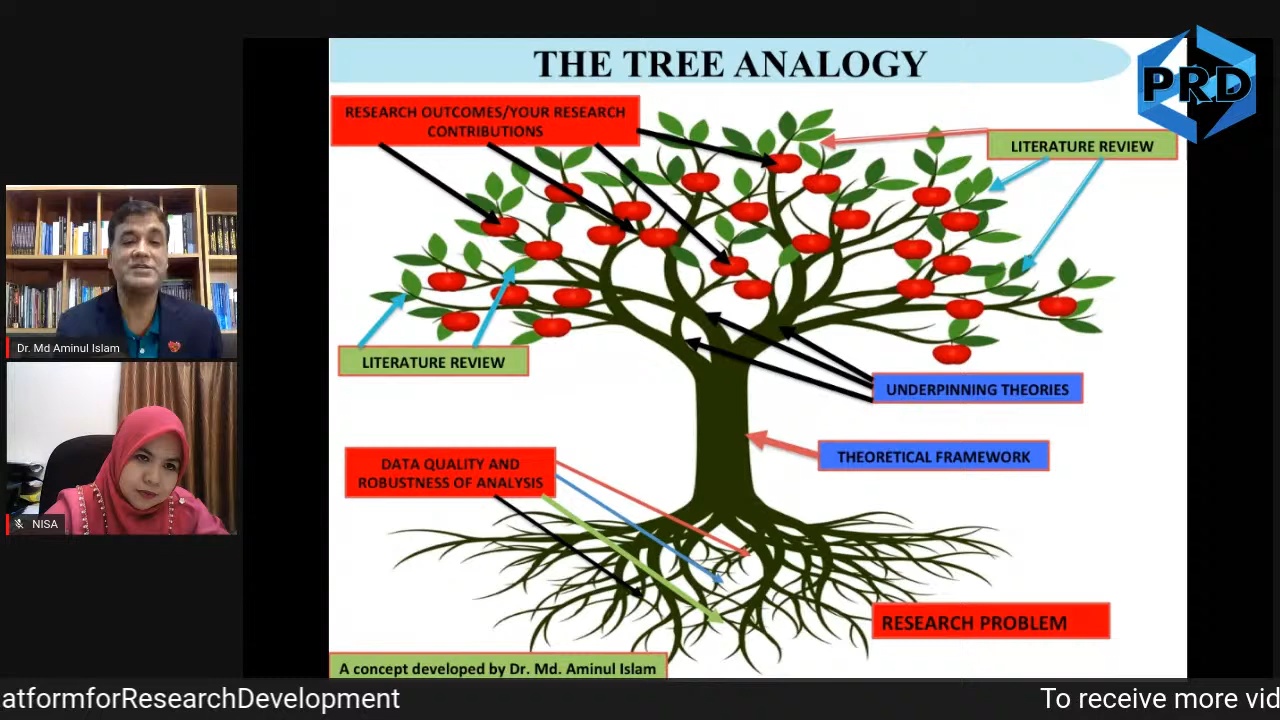 THE TREE ANALOGY
PRD
RESEARCH OUTCOMES/YOUR RESEARCH
CONTRIBUTIONS
LITERATURE REVIEW
Dr. Md Aminul Islam
LITERATURE REVIEW
UNDERPINNING THEORIES
THEORETICAL FRAMEWORK
DATA QUALITY AND
ROBUSTNESS OF ANALYSIS
NISA
RESEARCH PROBLEM
A concept developed by Dr. Md. Aminul Islam
atformforResearchDevelopment
To receive more vid